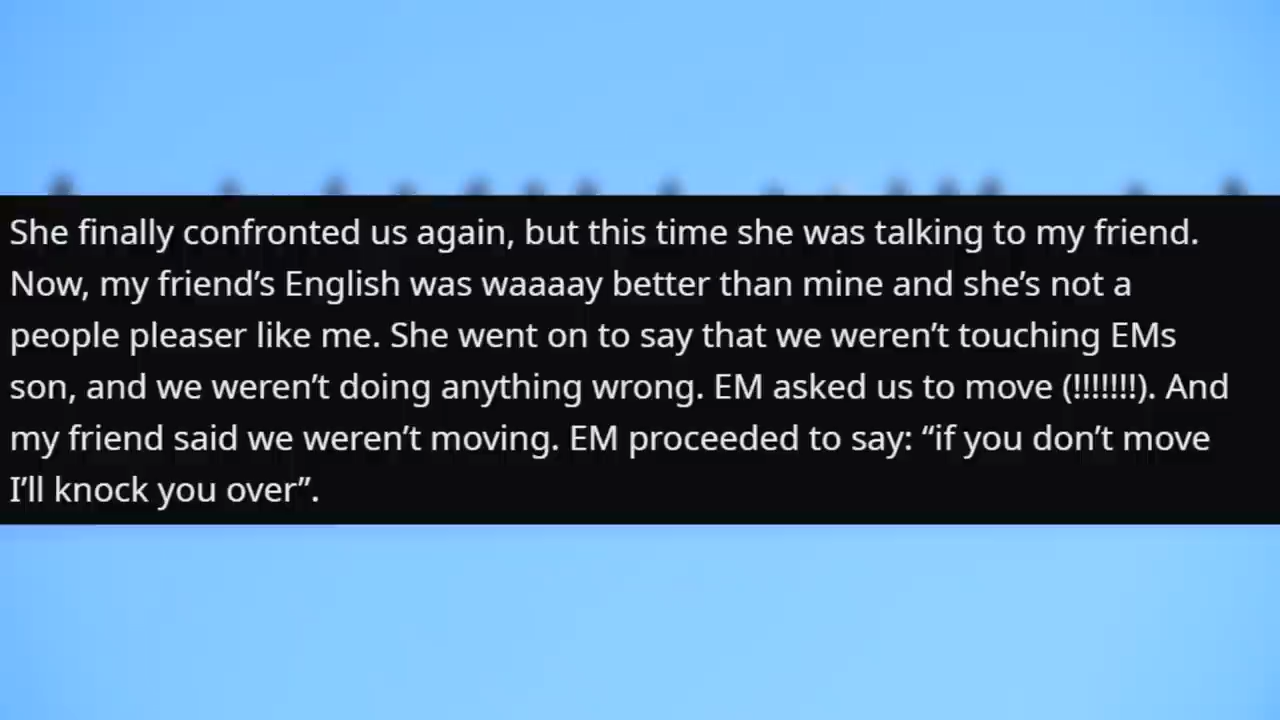 She finally confronted us again, but this time she was talking to my friend.
Now, my friend’s English was waaaay better than mine and she’s not a
people pleaser like me. She went on to say that we weren’t touching EMs
son, and we weren’t doing anything wrong. EM asked us to move (!!!!!!!). And
my friend said we weren’t moving. EM proceeded to say: “if you don’t move
I’ll knock you over”.